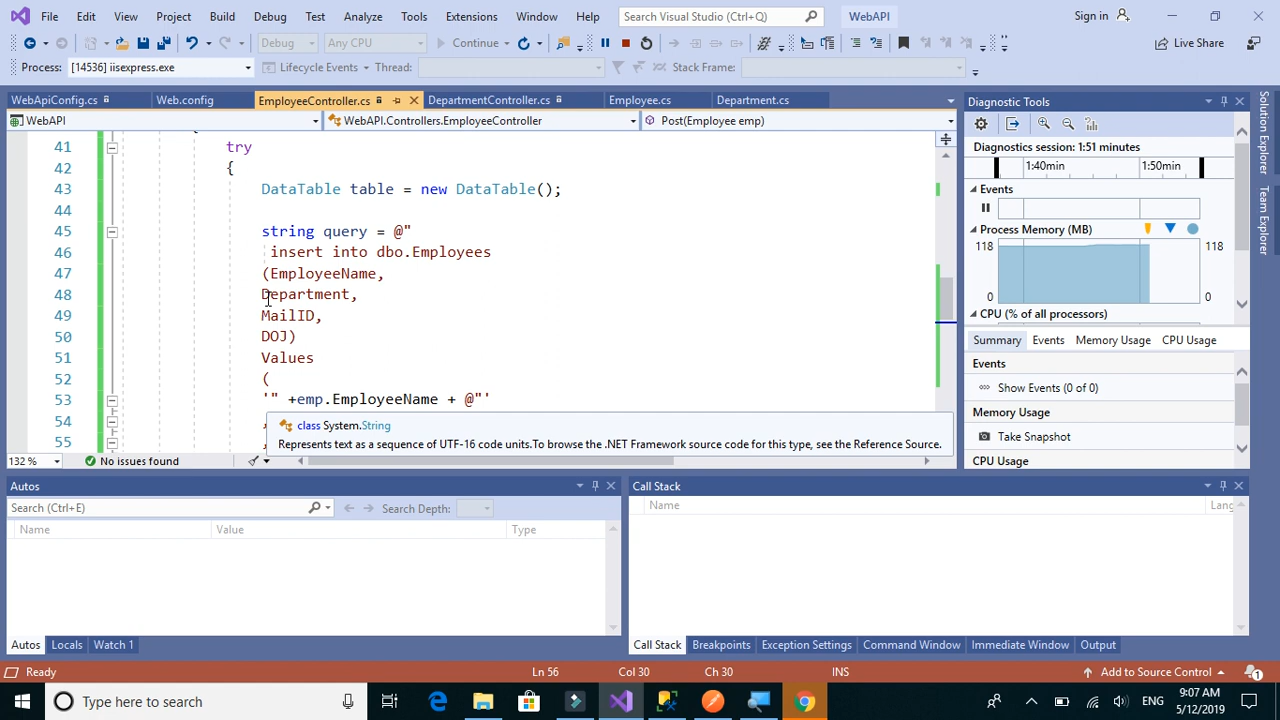 File Edit View Project Build Debug Test Analyze Tools Extensions Window Help Search Visual Studio (Ctrl+Q) WebAPI Sign in
Debug Any CPU Continue Live Share
Process: [14536] iisexpress.exe Lifecycle Events Thread: Stack Frame:
WebApiConfig.cs Web.config EmployeeController.cs DepartmentController.cs Employee.cs Department.cs
WebAPI WebAPI.Controllers.EmployeeController Post(Employee emp)
41 try
42 {
43 DataTable table = new DataTable();
44
45 string query = @"
46 insert into dbo.Employees
47 (EmployeeName,
48 Department,
49 MailID,
50 DOJ)
51 Values
52 (
53 '" +emp.EmployeeName + @"'
54 ,
55 ,
class System.String
Represents text as a sequence of UTF-16 code units.To browse the .NET Framework source code for this type, see the Reference Source.
132 % No issues found
Diagnostic Tools
Diagnostics session: 1:51 minutes
1:40min 1:50min
Events
Process Memory (MB)
118 118
0 0
CPU (% of all processors)
Summary Events Memory Usage CPU Usage
Events
Show Events (0 of 0)
Memory Usage
Take Snapshot
CPU Usage
Solution Explorer
Team Explorer
Autos
Search (Ctrl+E) Search Depth:
Name Value Type
Autos Locals Watch 1
Call Stack
Name Lang
Call Stack Breakpoints Exception Settings Command Window Immediate Window Output
Ready Ln 56 Col 30 Ch 30 INS Add to Source Control 1
Type here to search ENG 9:07 AM
5/12/2019